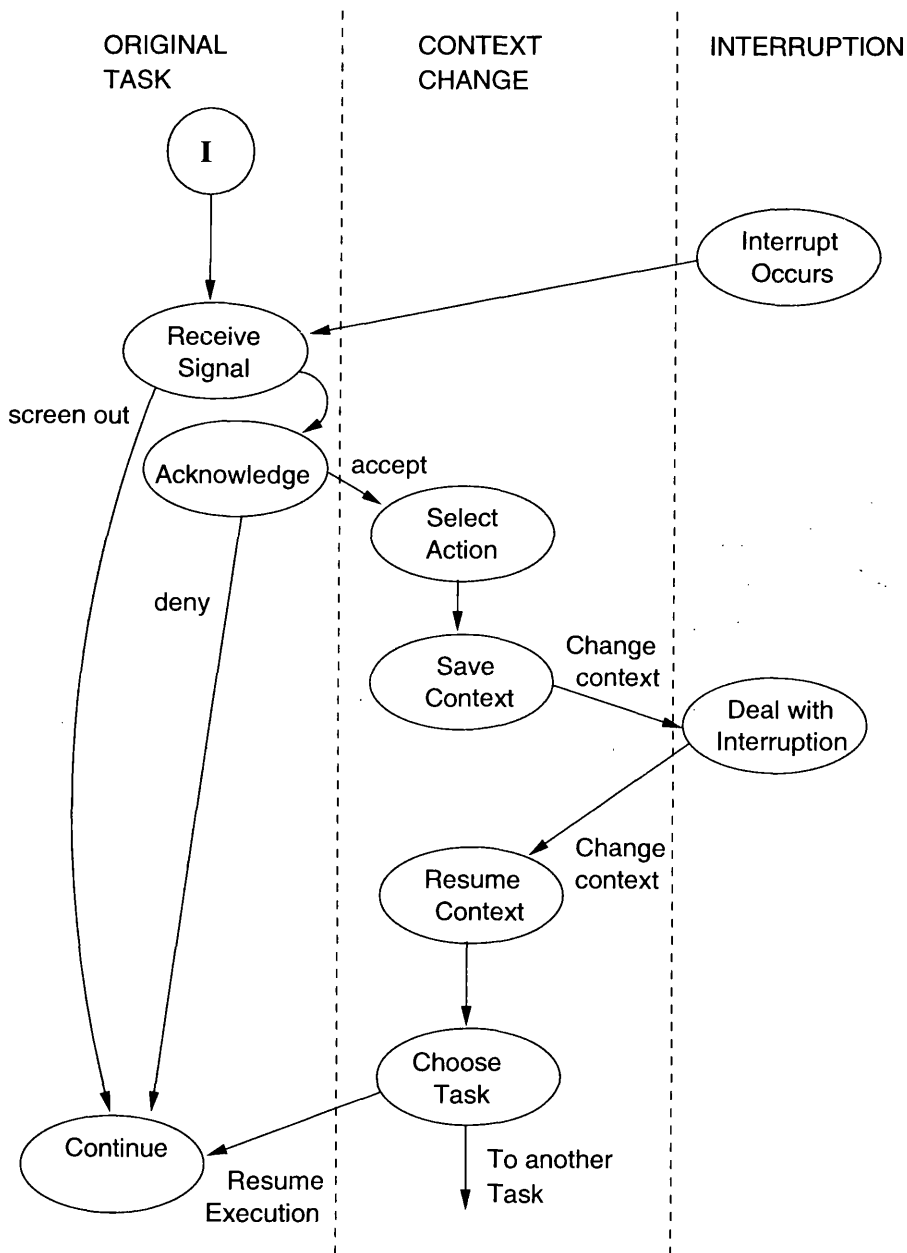 ORIGINAL
TASK
CONTEXT
CHANGE
INTERRUPTION
I
Interrupt
Occurs
Receive
Signal
screen out
Acknowledge
accept
Select
Action
deny
Save
Context
Change
context
Deal with
Interruption
Resume
Context
Change
context
Choose
Task
Continue
Resume
Execution
To another
Task